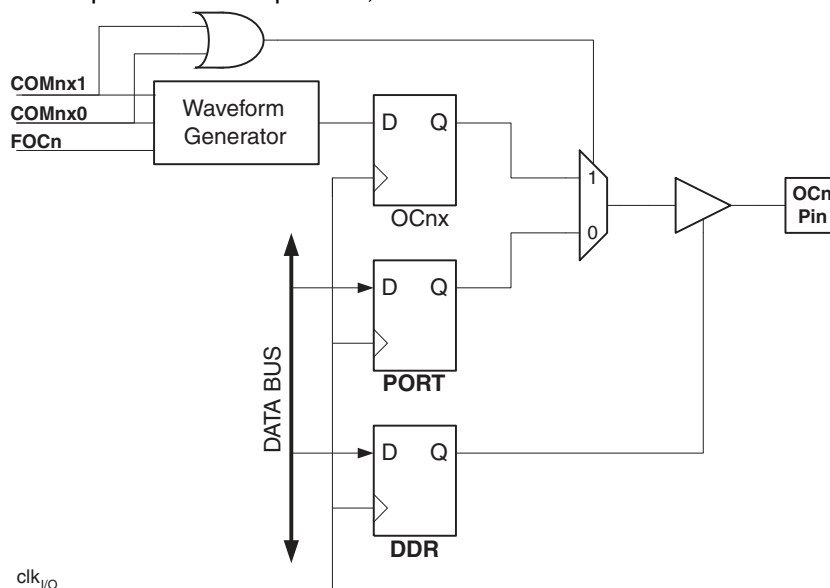 COMnx1
COMnx0
FOCn
Waveform
Generator
D Q
OCnx
1
0
OCn
Pin
D Q
PORT
DATA BUS
D Q
DDR
clkI/O